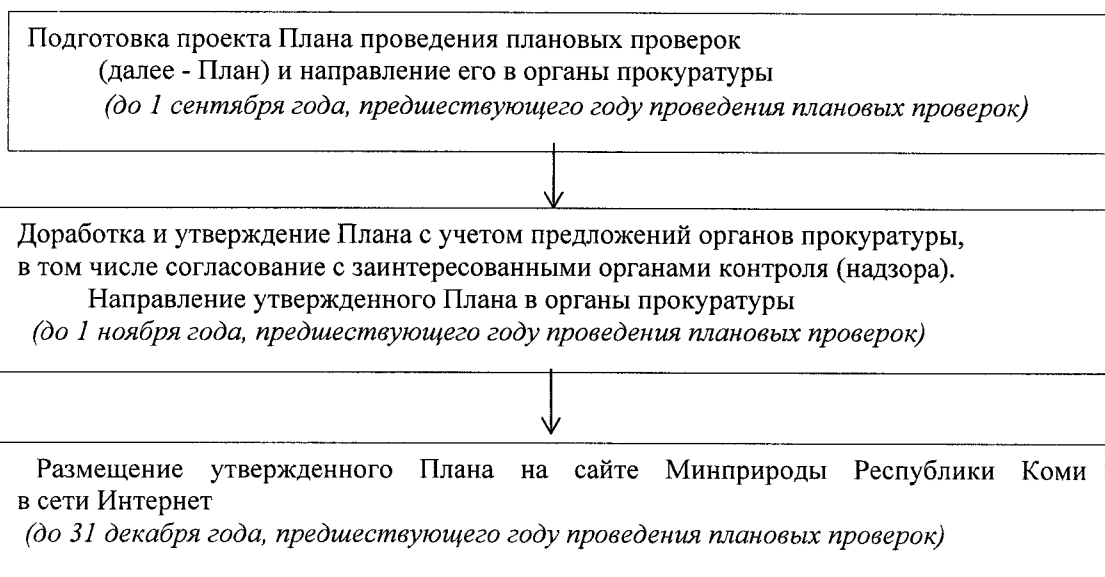 Подготовка проекта Плана проведения плановых проверок
(далее - План) и направление его в органы прокуратуры
(до 1 сентября года, предшествующего году проведения плановых проверок)
Доработка и утверждение Плана с учетом предложений органов прокуратуры,
в том числе согласование с заинтересованными органами контроля (надзора).
Направление утвержденного Плана в органы прокуратуры
(до 1 ноября года, предшествующего году проведения плановых проверок)
Размещение утвержденного Плана на сайте Минприроды Республики Коми
в сети Интернет
(до 31 декабря года, предшествующего году проведения плановых проверок)